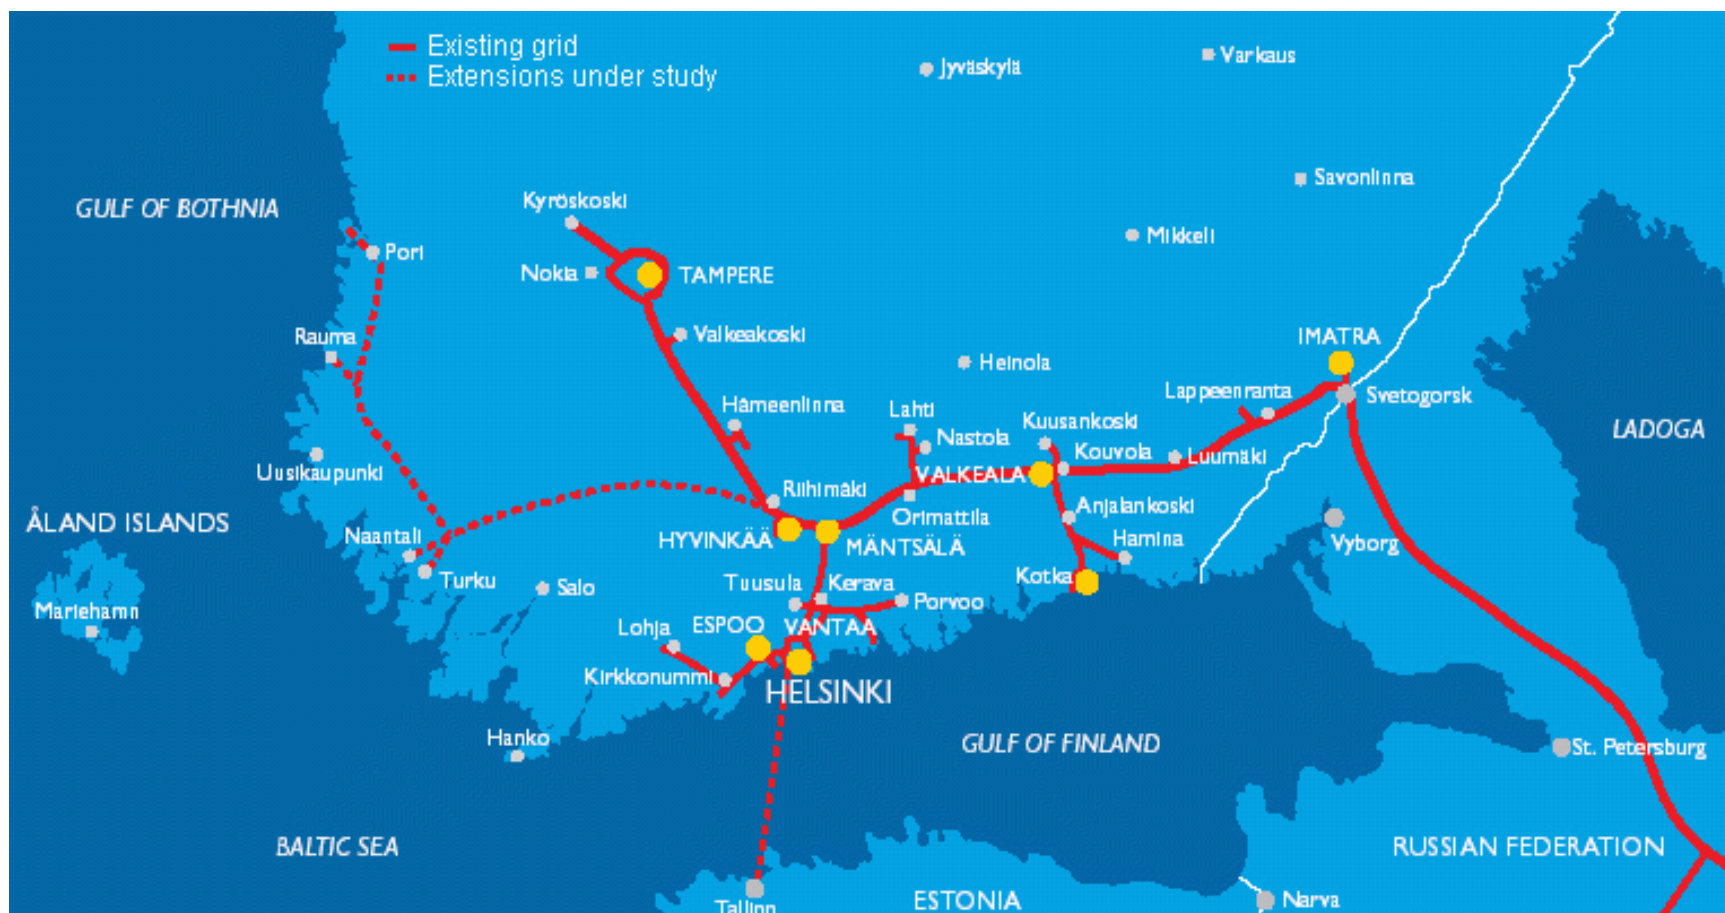 Existing grid
Extensions under study
Jyväskylä
Varkaus
Savonlinna
GULF OF BOTHNIA
Kyröskoski
Mikkeli
Pori
Nokia
TAMPERE
Rauma
Valkeakoski
IMATRA
Heinola
Lappeenranta
Svetogorsk
Hämeenlinna
Lahti
Kuusankoski
LADOGA
Nastola
Kouvola
Luumäki
Uusikaupunki
VALKEALA
Riihimäki
Anjalankoski
ÅLAND ISLANDS
Orimattila
Naantali
HYVINKÄÄ
MÄNTSÄLÄ
Hamina
Vyborg
Turku
Salo
Tuusula
Kerava
Kotka
Porvoo
Mariehamn
Lohja
ESPOO
VANTAA
Kirkkonummi
HELSINKI
Hanko
GULF OF FINLAND
St. Petersburg
BALTIC SEA
RUSSIAN FEDERATION
Tallinn
ESTONIA
Narva